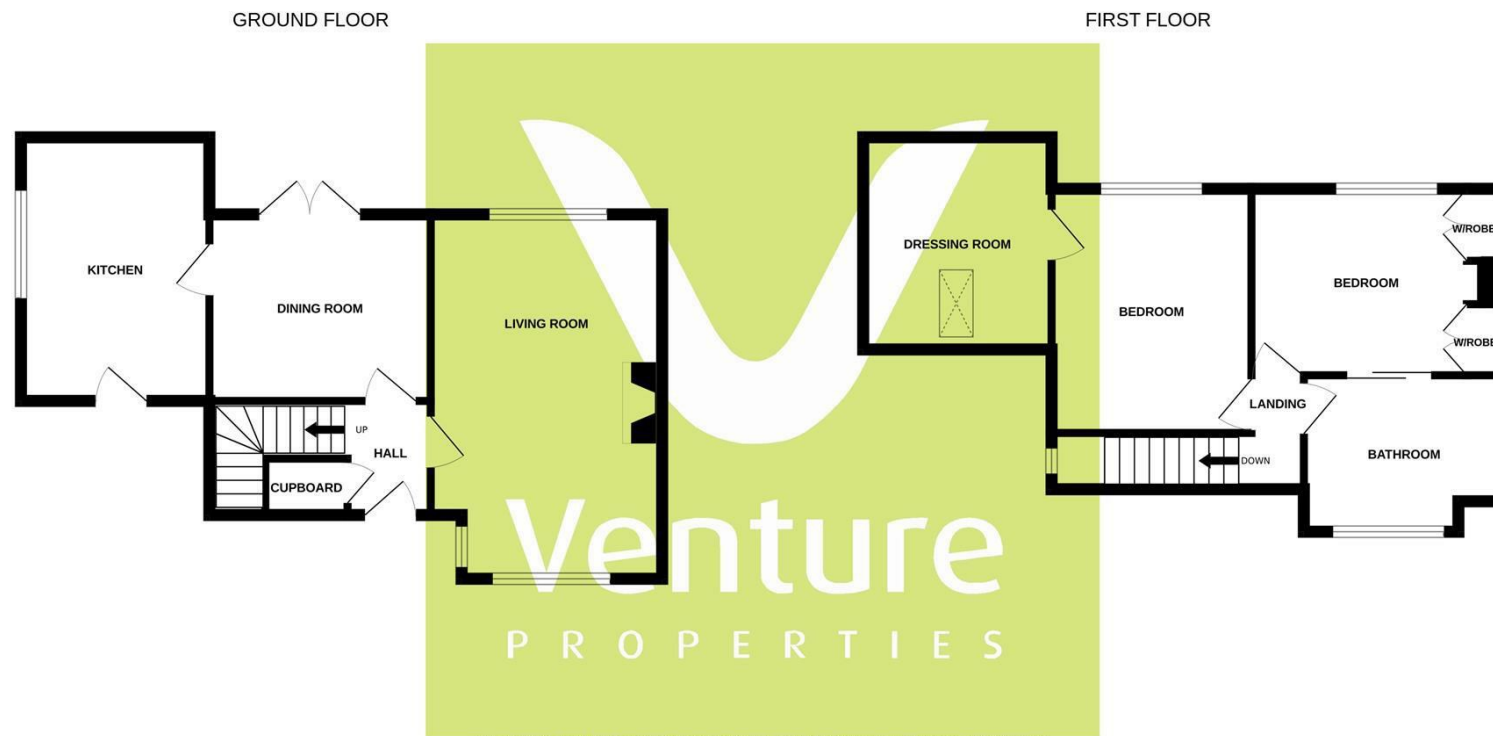 GROUND FLOOR
FIRST FLOOR
KITCHEN
DINING ROOM
LIVING ROOM
UP
HALL
CUPBOARD
DRESSING ROOM
BEDROOM
BEDROOM
W/ROBE
W/ROBE
LANDING
DOWN
BATHROOM
Venture
PROPERTIES